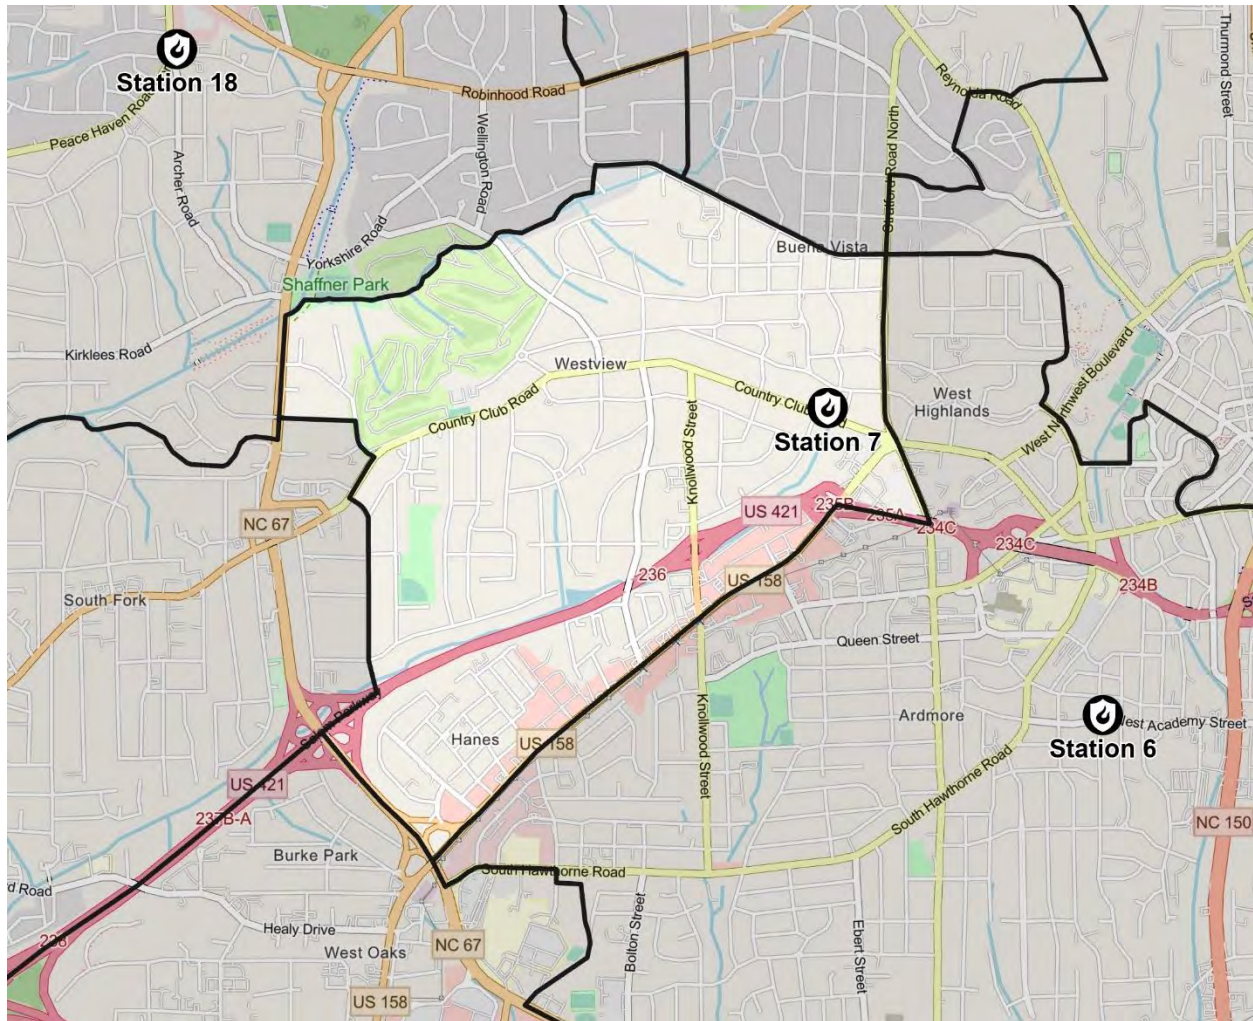 Thurmond Street
Station 18
Robinhood Road
Reynolda Road
Peace Haven Road
Wellington Road
Stratford Road North
Archer Road
Yorkshire Road
Buena Vista
Shaffner Park
Kirklees Road
Westview
West Northwest Boulevard
Country Club Road
Country Club
West
Highlands
Station 7
Knollwood Street
US 421
235B
235A
NC 67
234C
234C
236
US 158
234B
South Fork
Queen Street
Knollwood Street
Ardmore
Station 6
West Academy Street
Hanes
US 158
US 421
South Hawthorne Road
237B-A
NC 150
Burke Park
South Hawthorne Road
d Road
Healy Drive
West Oaks
NC 67
Bolton Street
Ebert Street
238
US 158